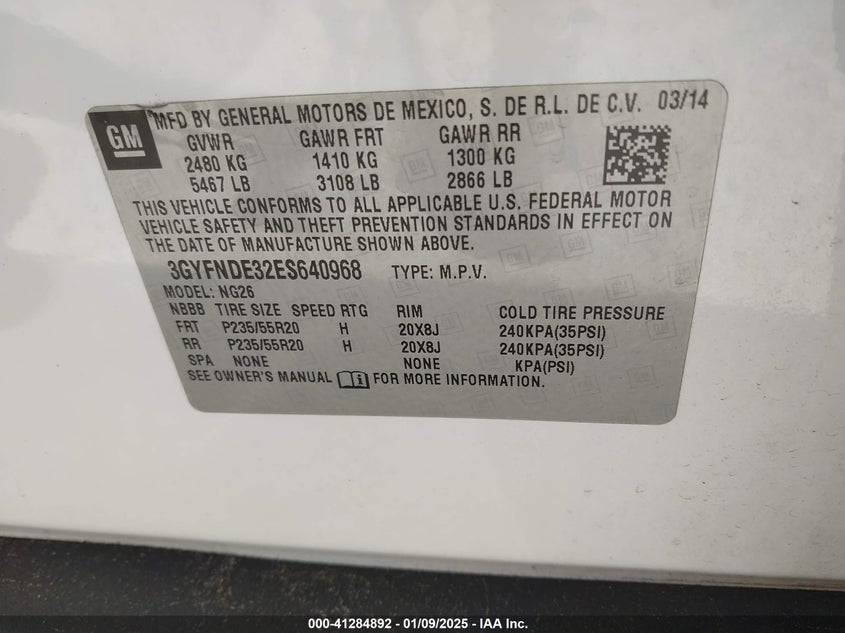 GM
MFD BY GENERAL MOTORS DE MEXICO, S. DE R.L. DE C.V. 03/14
GVWR GAWR FRT GAWR RR
2480 KG 1410 KG 1300 KG
5467 LB 3108 LB 2866 LB
THIS VEHICLE CONFORMS TO ALL APPLICABLE U.S. FEDERAL MOTOR
VEHICLE SAFETY AND THEFT PREVENTION STANDARDS IN EFFECT ON
THE DATE OF MANUFACTURE SHOWN ABOVE.
3GYFNDE32ES640968 TYPE: M.P.V.
MODEL: NG26
NBBB TIRE SIZE SPEED RTG RIM COLD TIRE PRESSURE
FRT P235/55R20 H 20X8J 240KPA(35PSI)
RR P235/55R20 H 20X8J 240KPA(35PSI)
SPA NONE NONE KPA(PSI)
SEE OWNER'S MANUAL i FOR MORE INFORMATION.
000-41284892 - 01/09/2025 - IAA Inc.